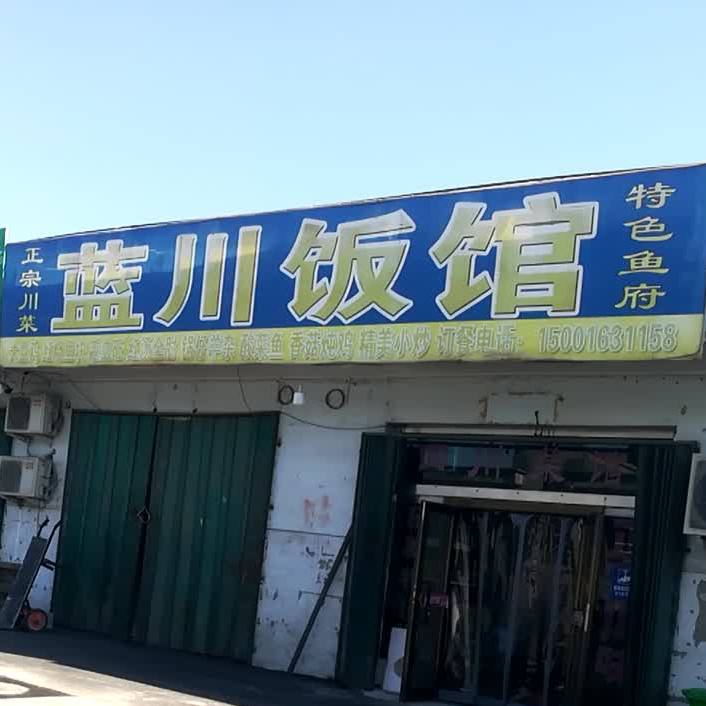 正宗川菜
蓝川饭馆
特色鱼府
酸菜鱼 香菇炖鸡 精美小炒 订餐电话: 15001631158